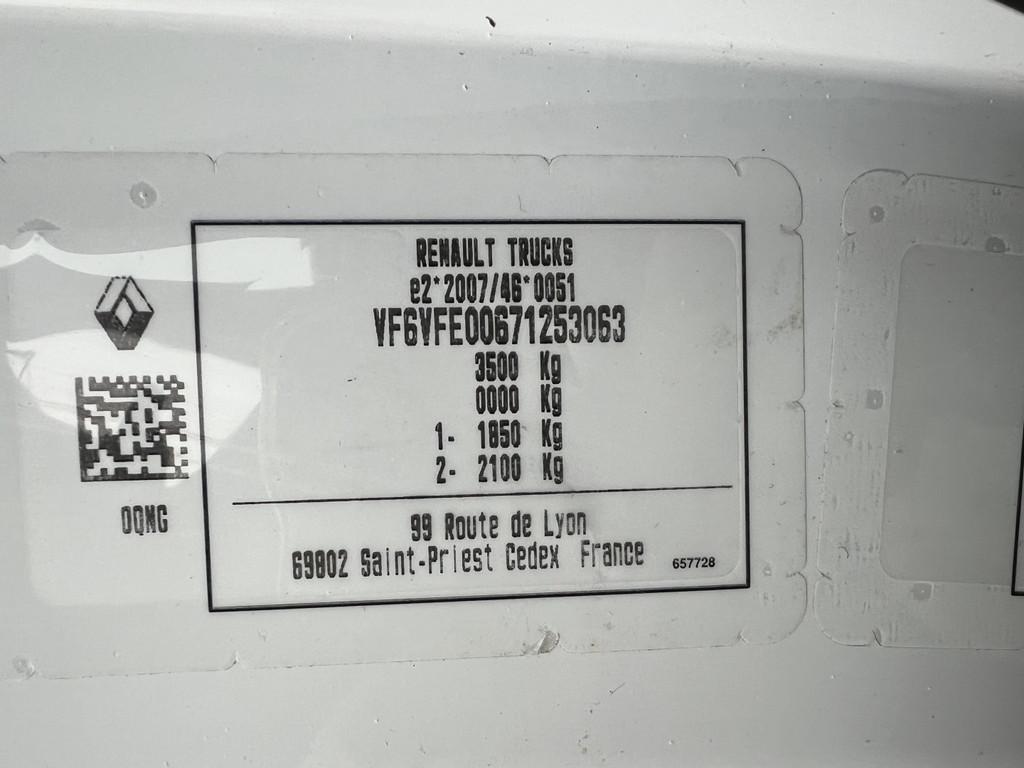 RENAULT TRUCKS
e2*2007/46*0051
VF6VFE00671253063
3500 Kg
0000 Kg
1- 1850 Kg
2- 2100 Kg
99 Route de Lyon
69802 Saint-Priest Cedex France
657728
OQNG